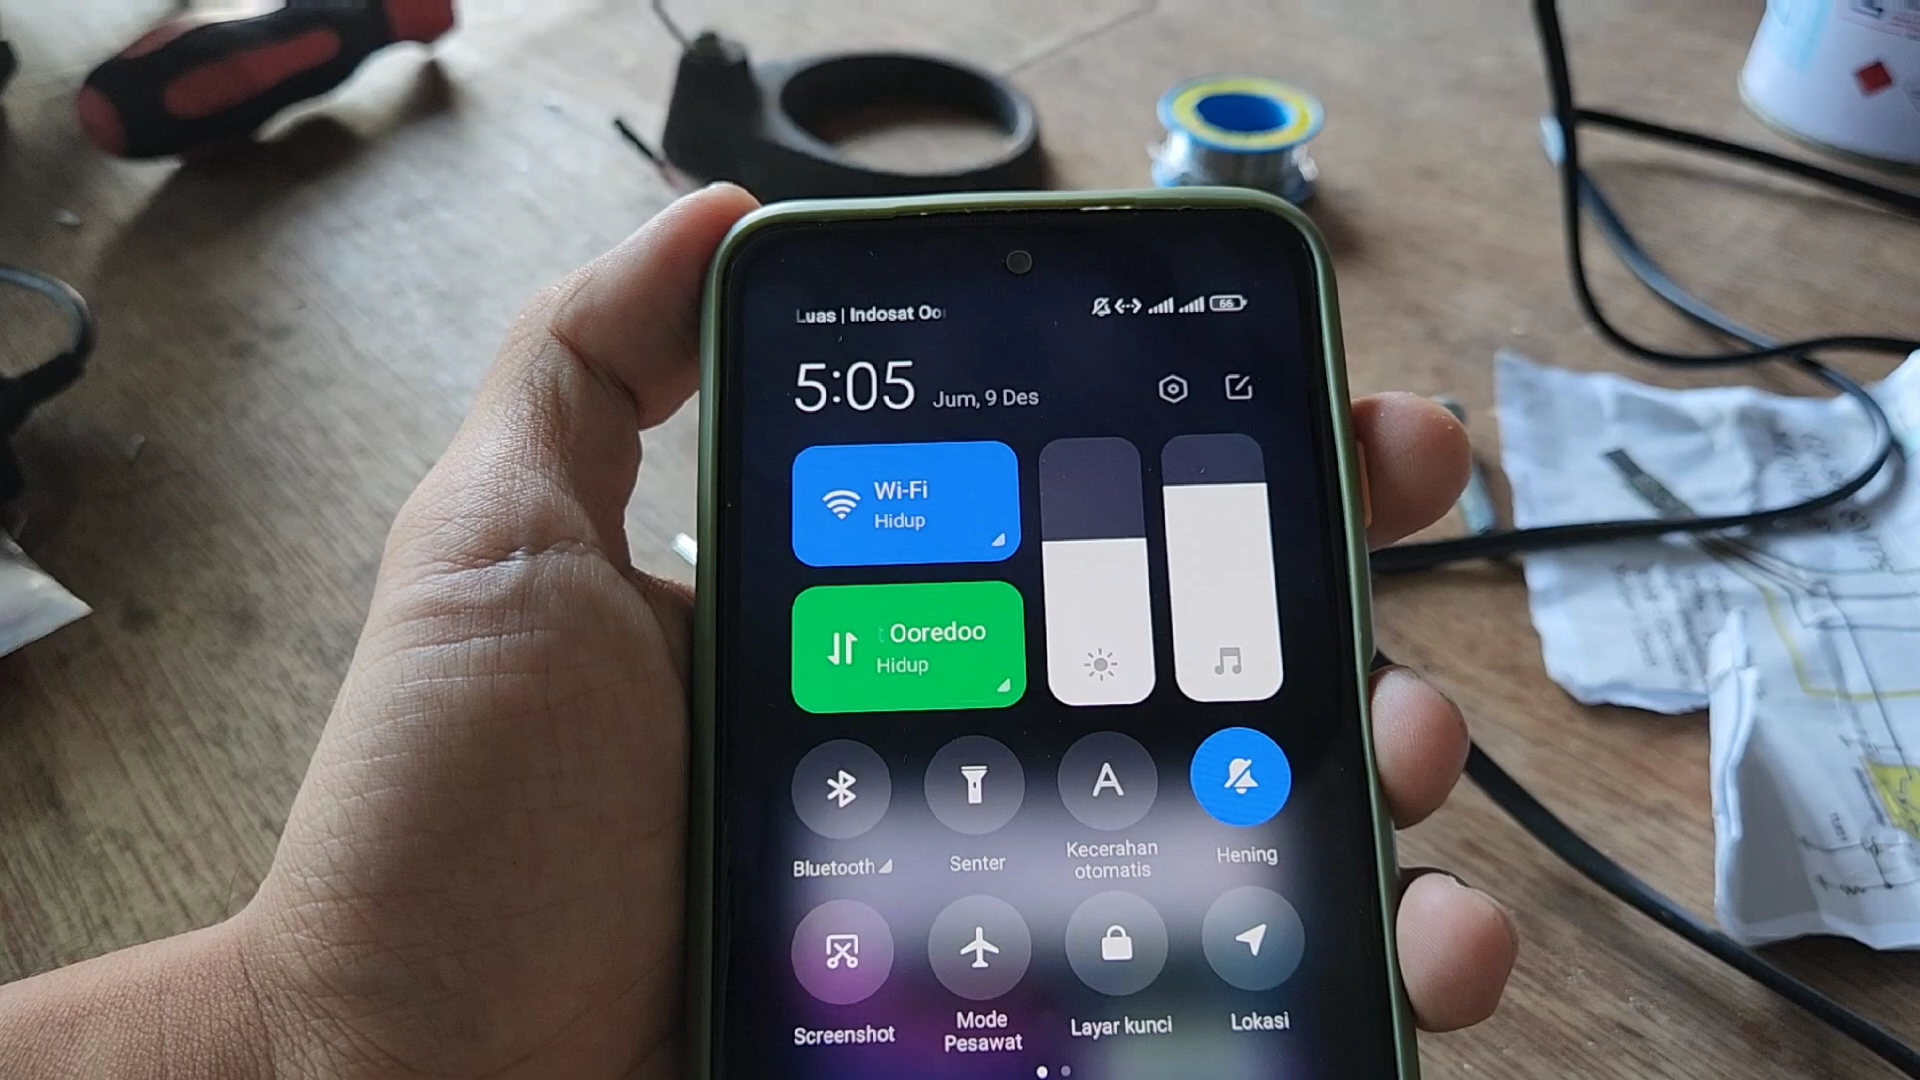 Luas | Indosat Oo
66
5:05 Jum, 9 Des
Wi-Fi
Hidup
Ooredoo
Hidup
A
Bluetooth
Senter
Kecerahan
otomatis
Hening
Screenshot
Mode
Pesawat
Layar kunci
Lokasi